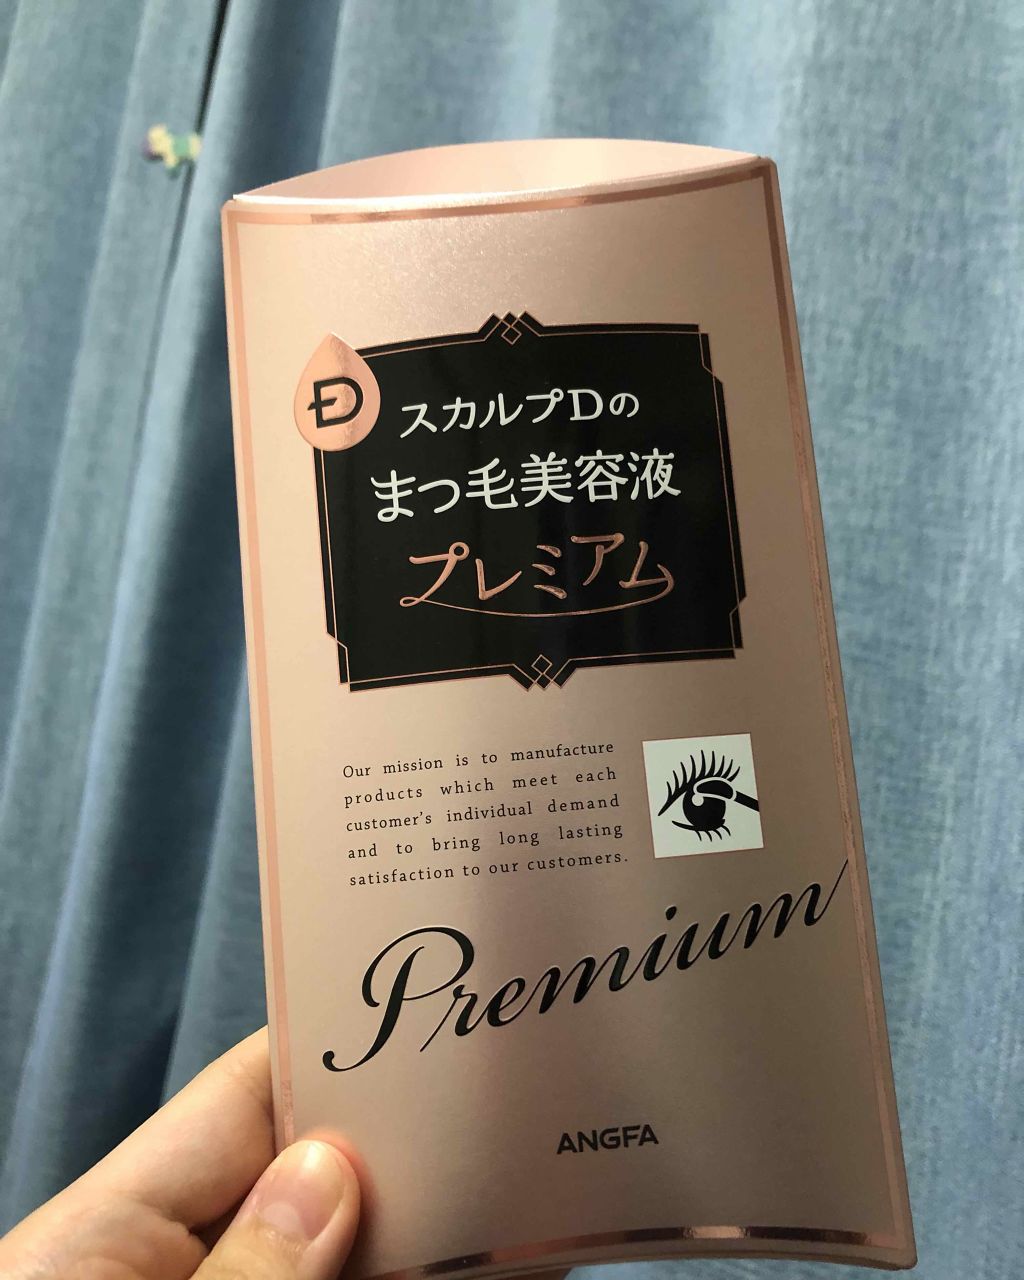 D
スカルプDの
まつ毛美容液
プレミアム
Our mission is to manufacture
products which meet each
customer's individual demand
and to bring long lasting
satisfaction to our customers.
Premium
ANGFA